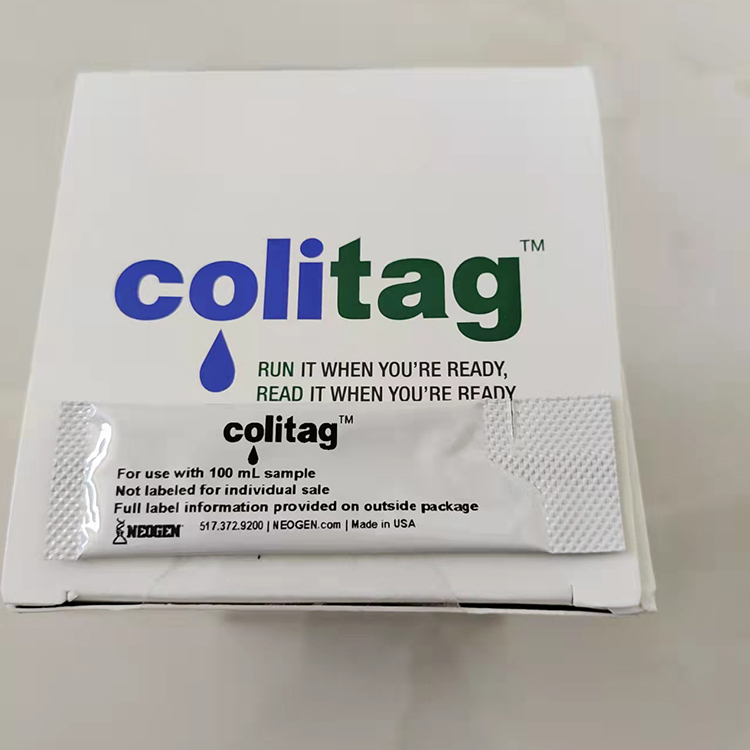 colitag™
RUN IT WHEN YOU'RE READY,
READ IT WHEN YOU'RE READY
colitag™
For use with 100 mL sample
Not labeled for individual sale
Full label information provided on outside package
NEOGEN 517.372.9200 | NEOGEN.com | Made in USA